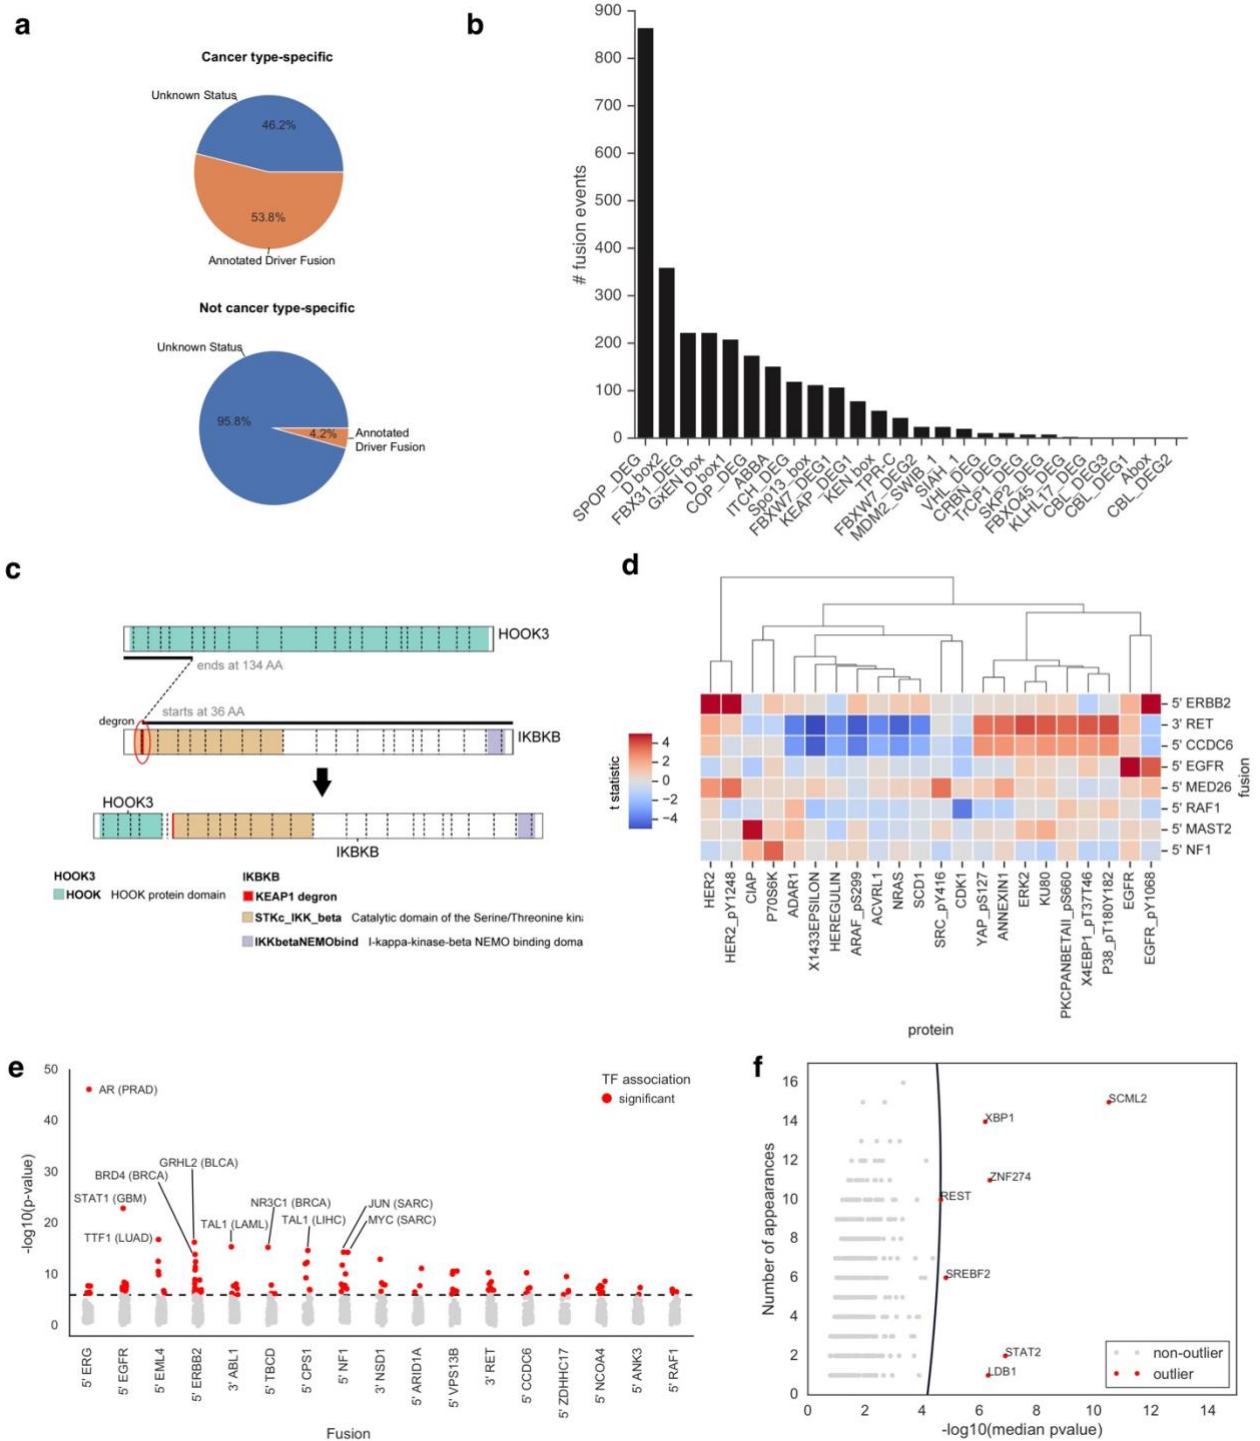 a
Cancer type-specific
Unknown Status
46.2%
53.8%
Annotated Driver Fusion
Not cancer type-specific
Unknown Status
95.8%
4.2%
Annotated
Driver Fusion
b
900
800
700
600
500
400
300
200
100
0
# fusion events
SPOP_DEG
D box2
FBX31_DEG
GxEN box
D box1
COP_DEG
ABBA
ITCH_DEG
Spo13_box
FBXW7_DEG1
KEAP_DEG1
KEN box
TPR-C
FBXW7_DEG2
MDM2_SWIB_1
SIAH_1
VHL_DEG
CRBN_DEG
TrCP1_DEG
SKP2_DEG
FBXO45_DEG
KLHL17_DEG
CBL_DEG3
CBL_DEG1
Abox
CBL_DEG2
c
HOOK3
ends at 134 AA
starts at 36 AA
degron
IKBKB
HOOK3
IKBKB
HOOK3
HOOK HOOK protein domain
IKBKB
KEAP1 degron
STKc_IKK_beta Catalytic domain of the Serine/Threonine kin
IKKbetaNEMObind I-kappa-kinase-beta NEMO binding doma
d
t statistic
4
2
0
−2
−4
5' ERBB2
3' RET
5' CCDC6
5' EGFR
5' MED26
5' RAF1
5' MAST2
5' NF1
fusion
HER2
HER2_pY1248
CIAP
P70S6K
ADAR1
X1433EPSILON
HEREGULIN
ARAF_pS299
ACVRL1
NRAS
SCD1
SRC_pY416
CDK1
YAP_pS127
ANNEXIN1
ERK2
KU80
PKCPANBETAII_pS660
X4EBP1_pT37T46
P38_pT180Y182
EGFR
EGFR_pY1068
protein
e
50
40
30
20
10
0
-log10(p-value)
TF association
significant
AR (PRAD)
GRHL2 (BLCA)
BRD4 (BRCA)
STAT1 (GBM)
TTF1 (LUAD)
TAL1 (LAML)
NR3C1 (BRCA)
TAL1 (LIHC)
JUN (SARC)
MYC (SARC)
5' ERG
5' EGFR
5' EML4
5' ERBB2
3' ABL1
5' TBCD
5' CPS1
5' NF1
3' NSD1
5' ARID1A
5' VPS13B
3' RET
5' CCDC6
5' ZDHHC17
5' NCOA4
5' ANK3
5' RAF1
Fusion
f
16
14
12
10
8
6
4
2
0
Number of appearances
SCML2
XBP1
ZNF274
REST
SREBF2
STAT2
LDB1
non-outlier
outlier
0
2
4
6
8
10
12
14
-log10(median pvalue)